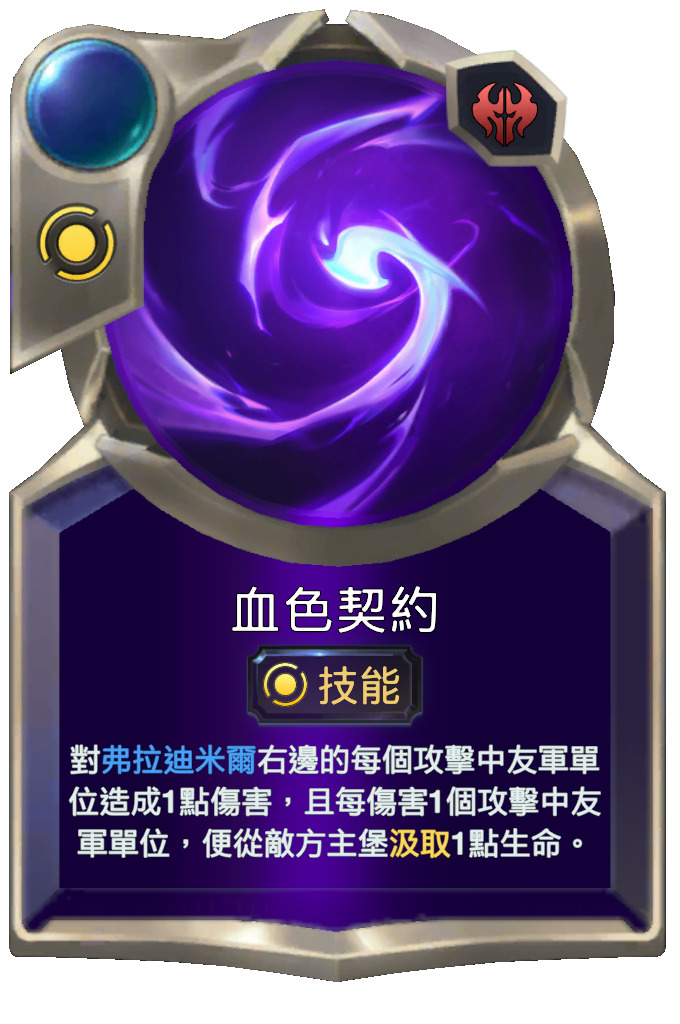 血色契約
技能
對弗拉迪米爾右邊的每個攻擊中友軍單
位造成1點傷害，且每傷害1個攻擊中友
軍單位，便從敵方主堡汲取1點生命。